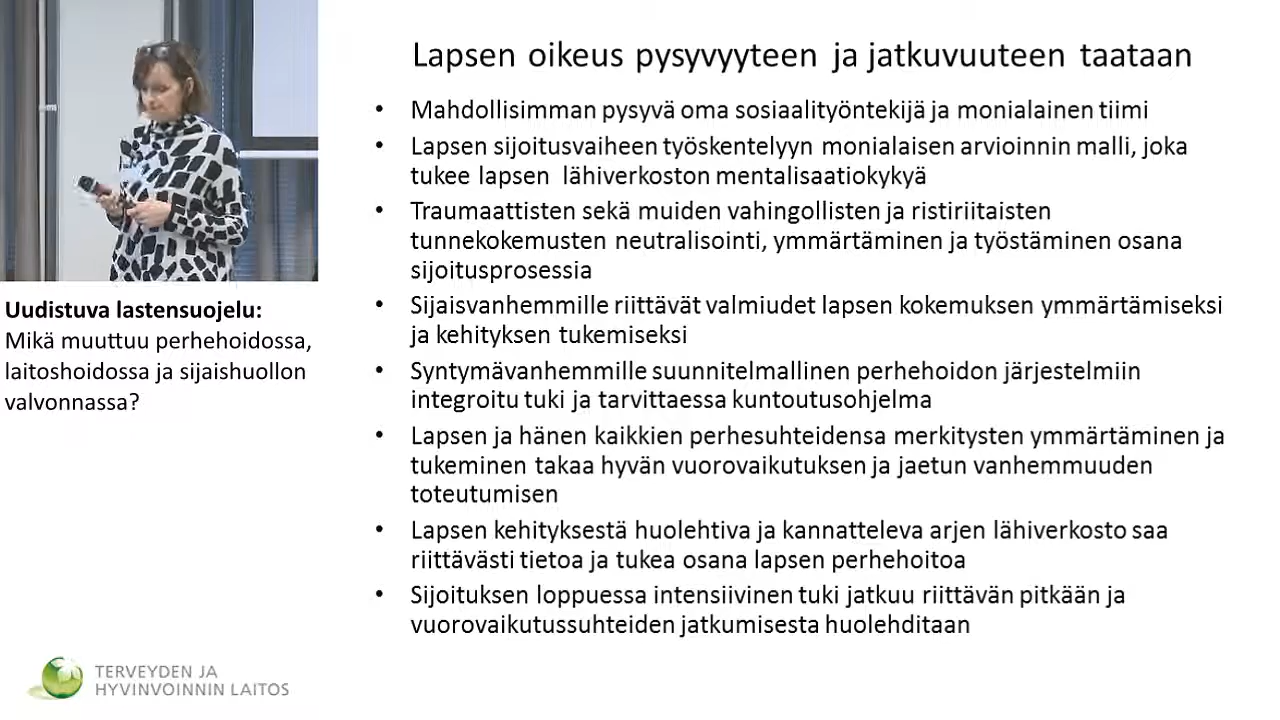 Lapsen oikeus pysyvyyteen ja jatkuvuuteen taataan
• Mahdollisimman pysyvä oma sosiaalityöntekijä ja monialainen tiimi
• Lapsen sijoitusvaiheen työskentelyyn monialaisen arvioinnin malli, joka
tukee lapsen lähiverkoston mentalisaatiokykyä
• Traumaattisten sekä muiden vahingollisten ja ristiriitaisten
tunnekokemusten neutralisointi, ymmärtäminen ja työstäminen osana
sijoitusprosessia
• Sijaisvanhemmille riittävät valmiudet lapsen kokemuksen ymmärtämiseksi
ja kehityksen tukemiseksi
• Syntymävanhemmille suunnitelmallinen perhehoidon järjestelmiin
integroitu tuki ja tarvittaessa kuntoutusohjelma
• Lapsen ja hänen kaikkien perhesuhteidensa merkitysten ymmärtäminen ja
tukeminen takaa hyvän vuorovaikutuksen ja jaetun vanhemmuuden
toteutumisen
• Lapsen kehityksestä huolehtiva ja kannatteleva arjen lähiverkosto saa
riittävästi tietoa ja tukea osana lapsen perhehoitoa
• Sijoituksen loppuessa intensiivinen tuki jatkuu riittävän pitkään ja
vuorovaikutussuhteiden jatkumisesta huolehditaan
Uudistuva lastensuojelu:
Mikä muuttuu perhehoidossa,
laitoshoidossa ja sijaishuollon
valvonnassa?
TERVEYDEN JA
HYVINVOINNIN LAITOS